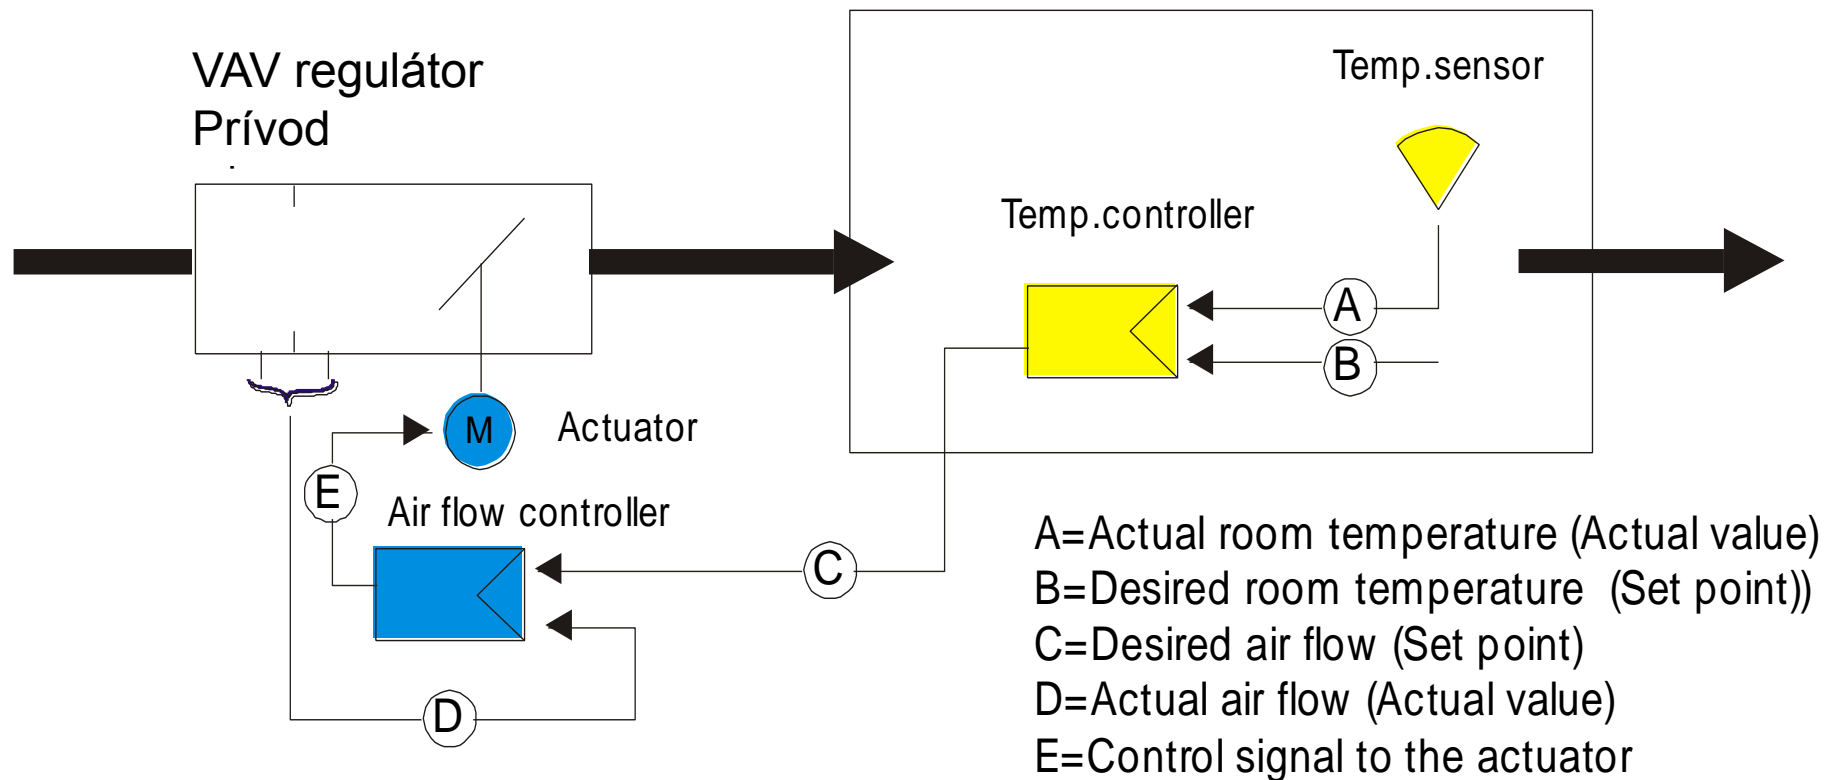 VAV regulátor
Prívod
Temp.sensor
Temp.controller
A
B
M
Actuator
E
Air flow controller
C
D
A=Actual room temperature (Actual value)
B=Desired room temperature (Set point))
C=Desired air flow (Set point)
D=Actual air flow (Actual value)
E=Control signal to the actuator